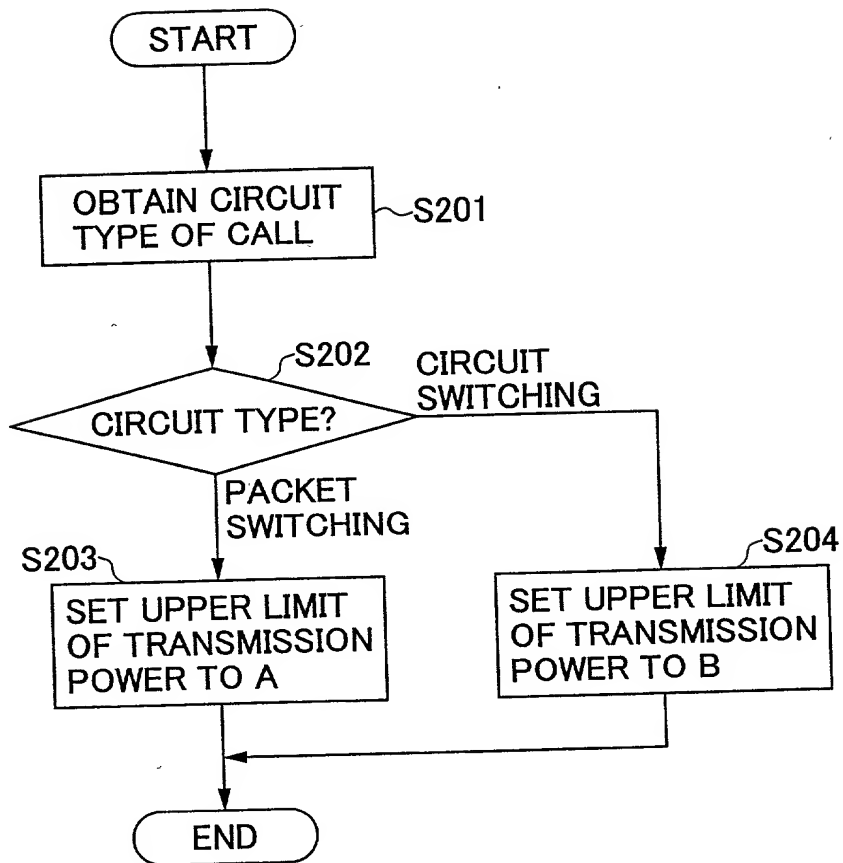 START
OBTAIN CIRCUIT
TYPE OF CALL
S201
S202
CIRCUIT
SWITCHING
CIRCUIT TYPE?
PACKET
SWITCHING
S203
SET UPPER LIMIT
OF TRANSMISSION
POWER TO A
S204
SET UPPER LIMIT
OF TRANSMISSION
POWER TO B
END